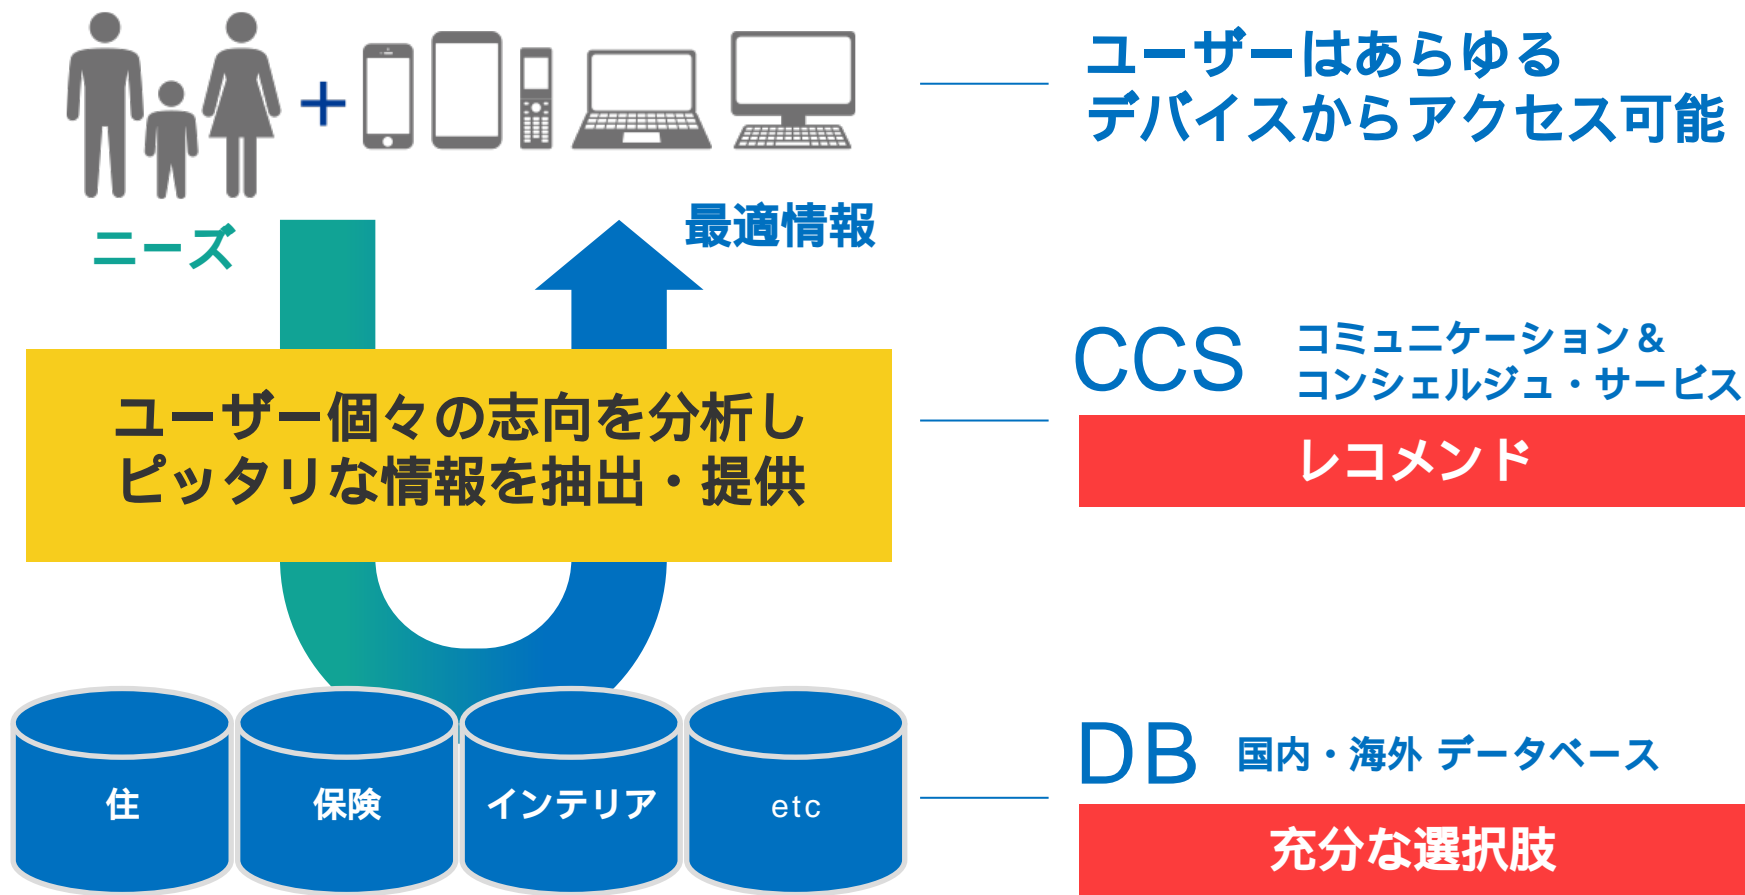 ユーザーはあらゆる
デバイスからアクセス可能
ニーズ
最適情報
ユーザー個々の志向を分析し
ピッタリな情報を抽出・提供
CCS
コミュニケーション&
コンシェルジュ・サービス
レコメンド
住
保険
インテリア
etc
DB 国内・海外 データベース
充分な選択肢